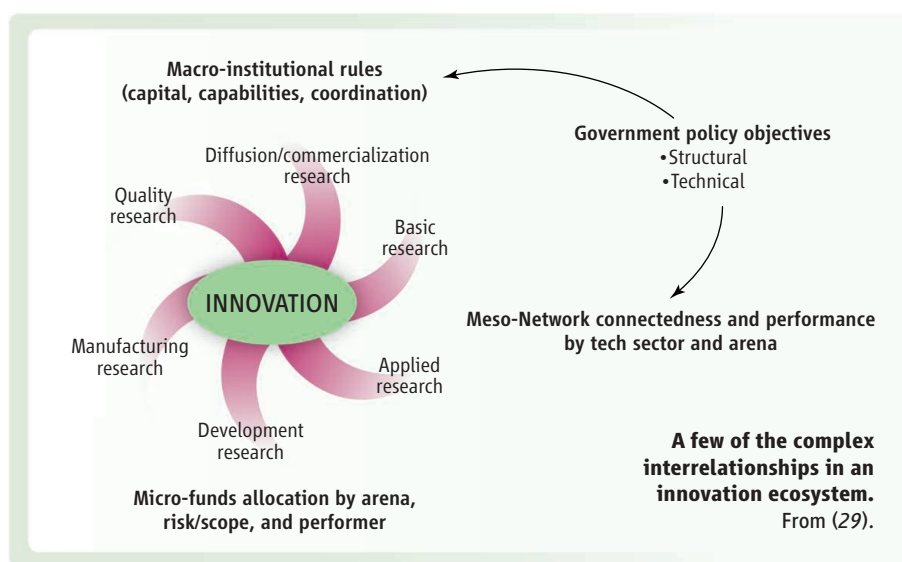 Macro-institutional rules
(capital, capabilities, coordination)
Government policy objectives
•Structural
•Technical
Diffusion/commercialization
research
Quality
research
Basic
research
INNOVATION
Meso-Network connectedness and performance
by tech sector and arena
Manufacturing
research
Applied
research
Development
research
Micro-funds allocation by arena,
risk/scope, and performer
A few of the complex
interrelationships in an
innovation ecosystem.
From (29).